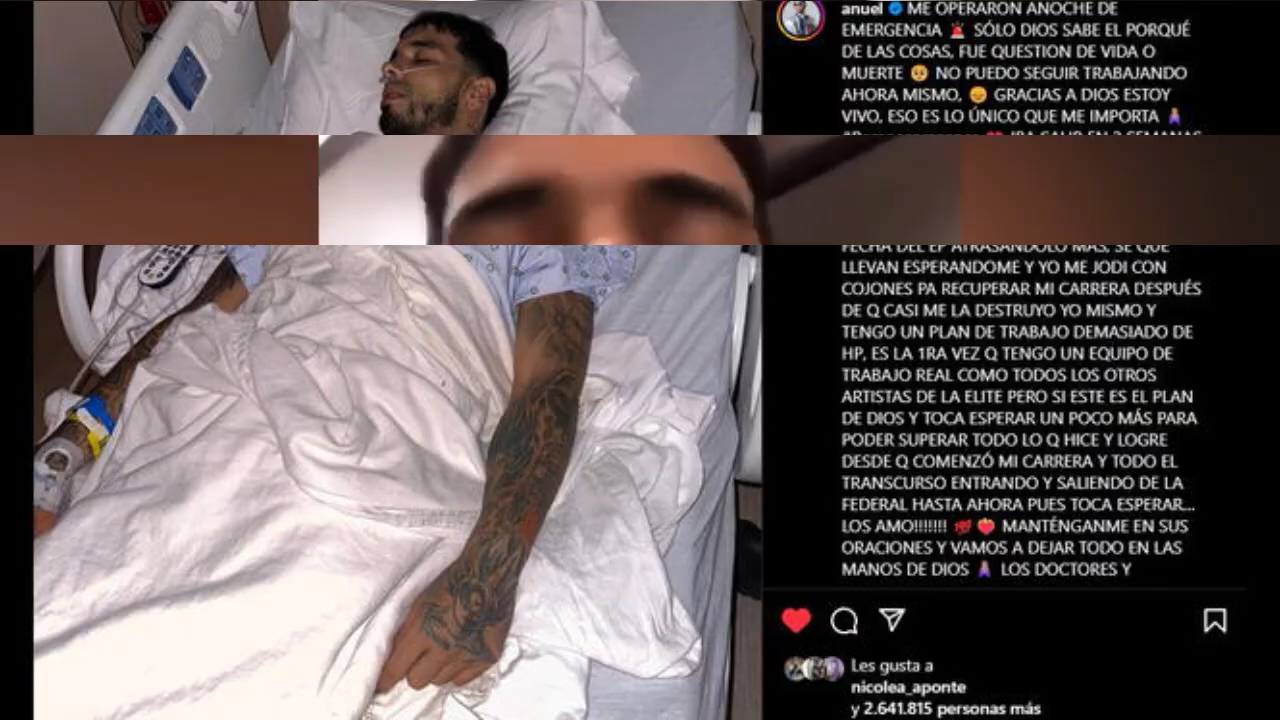 anuel ME OPERARON ANOCHE DE
EMERGENCIA 🚨 SÓLO DIOS SABE EL PORQUÉ
DE LAS COSAS, FUE QUESTION DE VIDA O
MUERTE 🥺 NO PUEDO SEGUIR TRABAJANDO
AHORA MISMO, 😔 GRACIAS A DIOS ESTOY
VIVO, ESO ES LO ÚNICO QUE ME IMPORTA 🙏
FECHA DEL EP ATRASANDOLO MAS, SE QUE
LLEVAN ESPERANDOME Y YO ME JODI CON
COJONES PA RECUPERAR MI CARRERA DESPUÉS
DE Q CASI ME LA DESTRUYO YO MISMO Y
TENGO UN PLAN DE TRABAJO DEMASIADO DE
HP, ES LA 1RA VEZ Q TENGO UN EQUIPO DE
TRABAJO REAL COMO TODOS LOS OTROS
ARTISTAS DE LA ELITE PERO SI ESTE ES EL PLAN
DE DIOS Y TOCA ESPERAR UN POCO MÁS PARA
PODER SUPERAR TODO LO Q HICE Y LOGRE
DESDE Q COMENZÓ MI CARRERA Y TODO EL
TRANSCURSO ENTRANDO Y SALIENDO DE LA
FEDERAL HASTA AHORA PUES TOCA ESPERAR...
LOS AMO!!!!!!! 💯 ❤️‍🔥 MANTÉNGANME EN SUS
ORACIONES Y VAMOS A DEJAR TODO EN LAS
MANOS DE DIOS 🙏 LOS DOCTORES Y
Les gusta a
nicolea_aponte
y 2.641.815 personas más